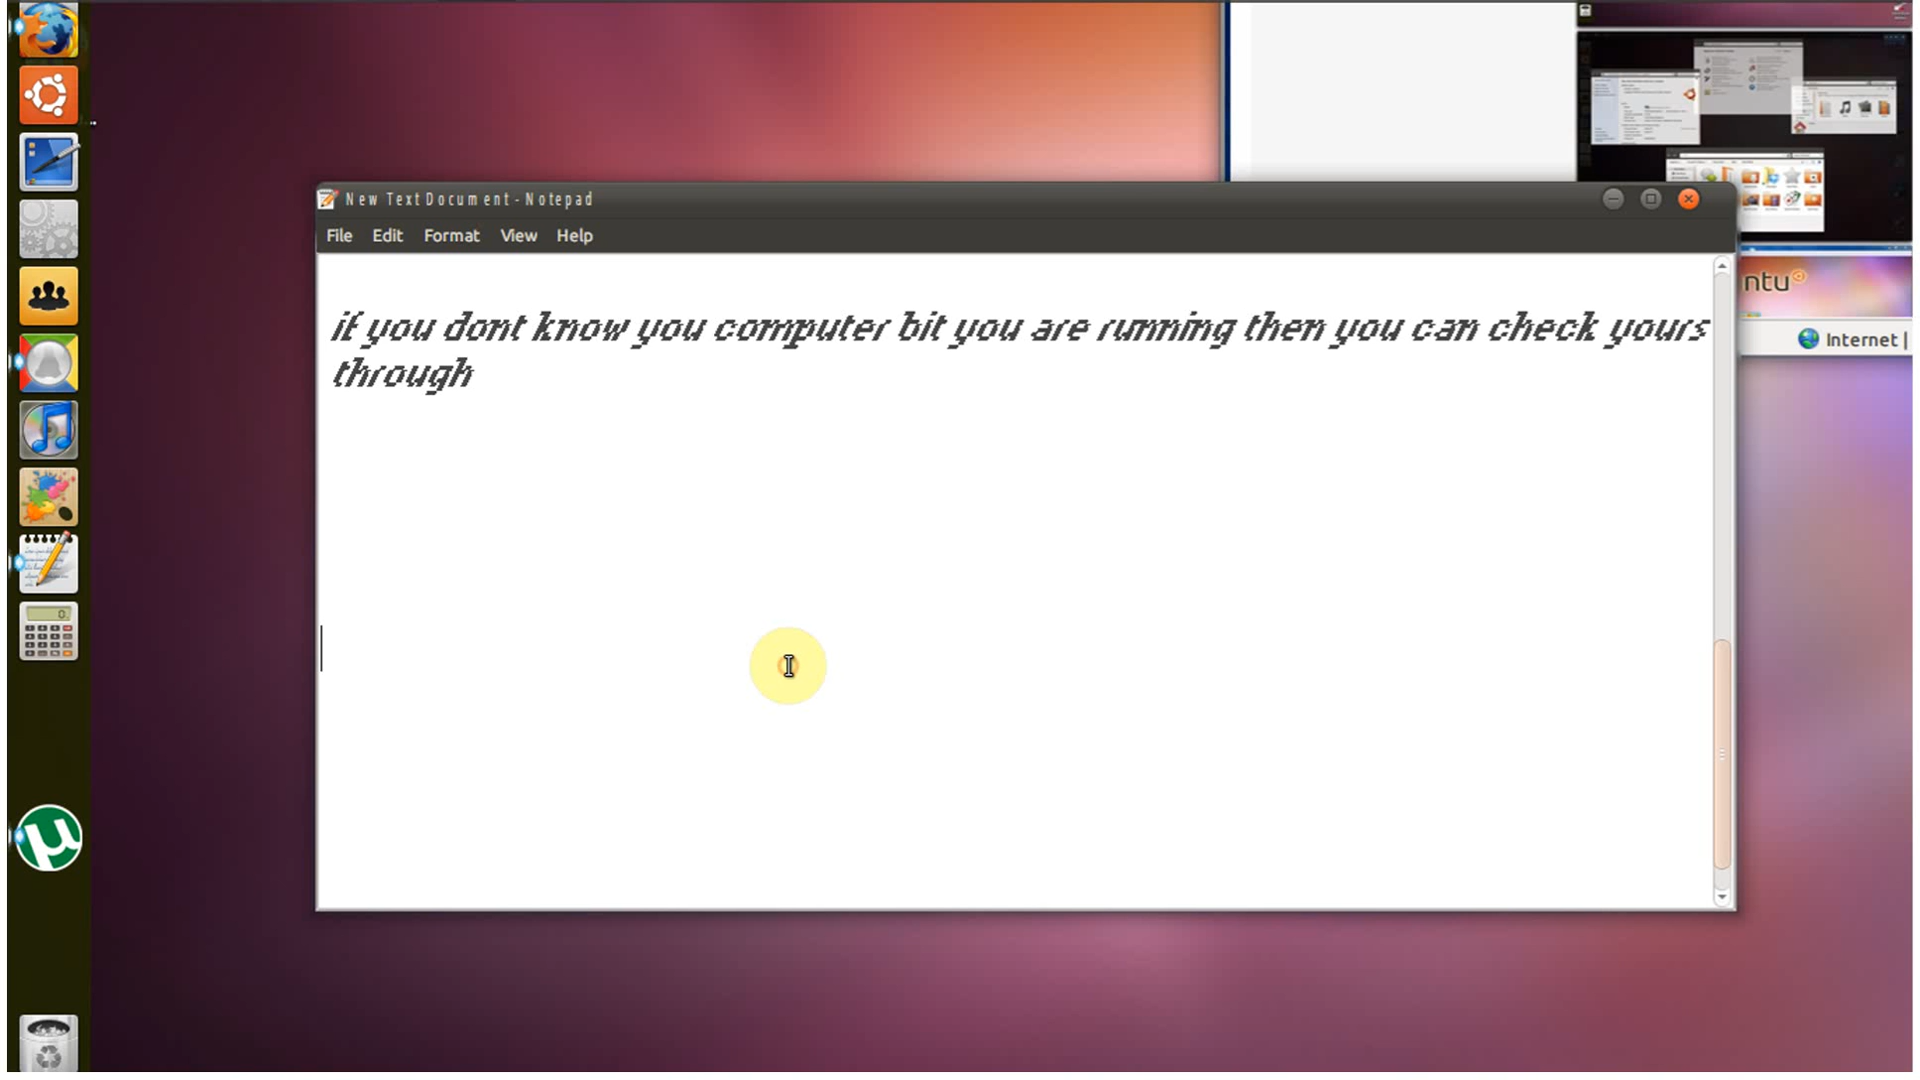 New Text Document - Notepad
File Edit Format View Help
if you dont know you computer bit you are running then you can check yours
through
ntu
Internet |
0.